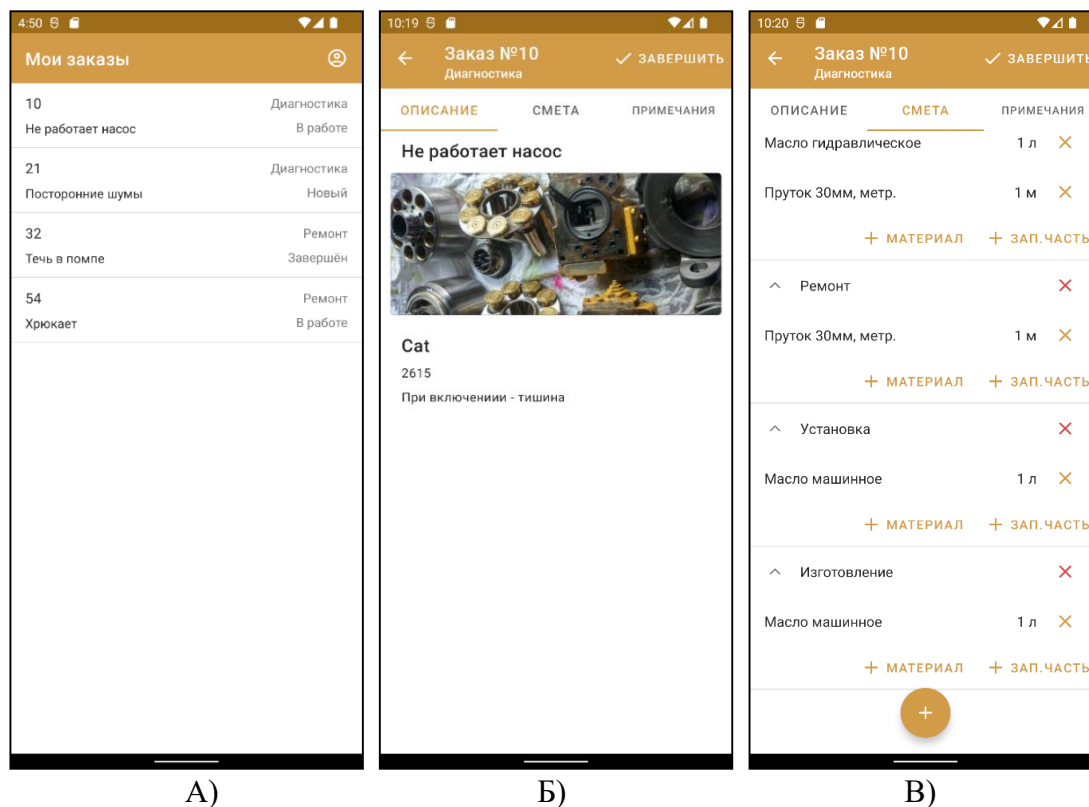 4:50
Мои заказы
10 Диагностика
Не работает насос В работе
21 Диагностика
Посторонние шумы Новый
32 Ремонт
Течь в помпе Завершён
54 Ремонт
Хрюкает В работе
А)
10:19
Заказ №10
Диагностика
ЗАВЕРШИТЬ
ОПИСАНИЕ СМЕТА ПРИМЕЧАНИЯ
Не работает насос
Cat
2615
При включениии - тишина
Б)
10:20
Заказ №10
Диагностика
ЗАВЕРШИТЬ
ОПИСАНИЕ СМЕТА ПРИМЕЧАНИЯ
Масло гидравлическое 1 л
Пруток 30мм, метр. 1 м
+ МАТЕРИАЛ + ЗАП.ЧАСТЬ
Ремонт
Пруток 30мм, метр. 1 м
+ МАТЕРИАЛ + ЗАП.ЧАСТЬ
Установка
Масло машинное 1 л
+ МАТЕРИАЛ + ЗАП.ЧАСТЬ
Изготовление
Масло машинное 1 л
+ МАТЕРИАЛ + ЗАП.ЧАСТЬ
+
В)